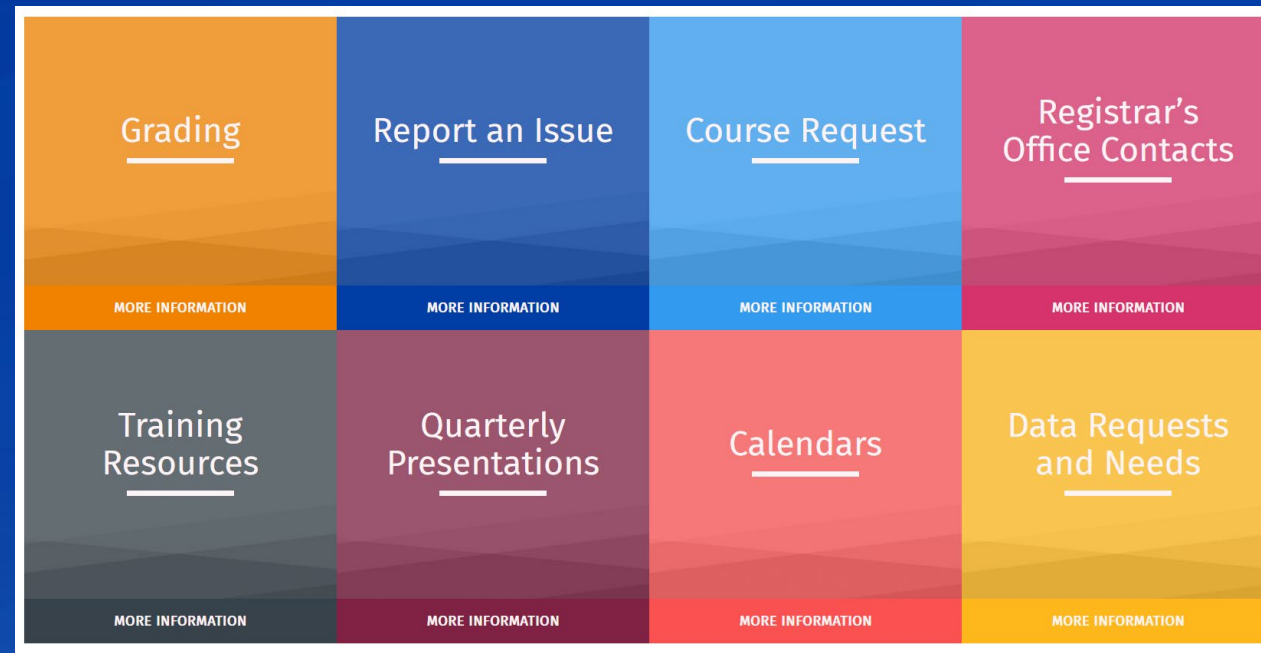 Grading
MORE INFORMATION
Report an Issue
MORE INFORMATION
Course Request
MORE INFORMATION
Registrar’s
Office Contacts
MORE INFORMATION
Training
Resources
MORE INFORMATION
Quarterly
Presentations
MORE INFORMATION
Calendars
MORE INFORMATION
Data Requests
and Needs
MORE INFORMATION